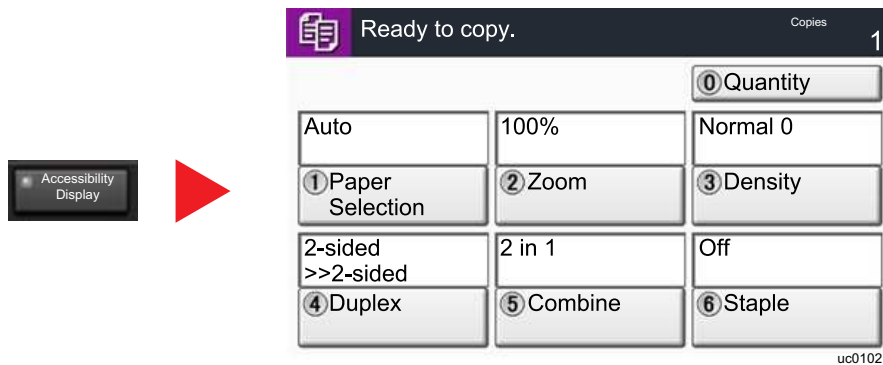 Ready to copy.
Copies
1
0 Quantity
Auto
100%
Normal 0
1 Paper
Selection
2 Zoom
3 Density
Accessibility
Display
2-sided
>>2-sided
2 in 1
Off
4 Duplex
5 Combine
6 Staple
uc0102